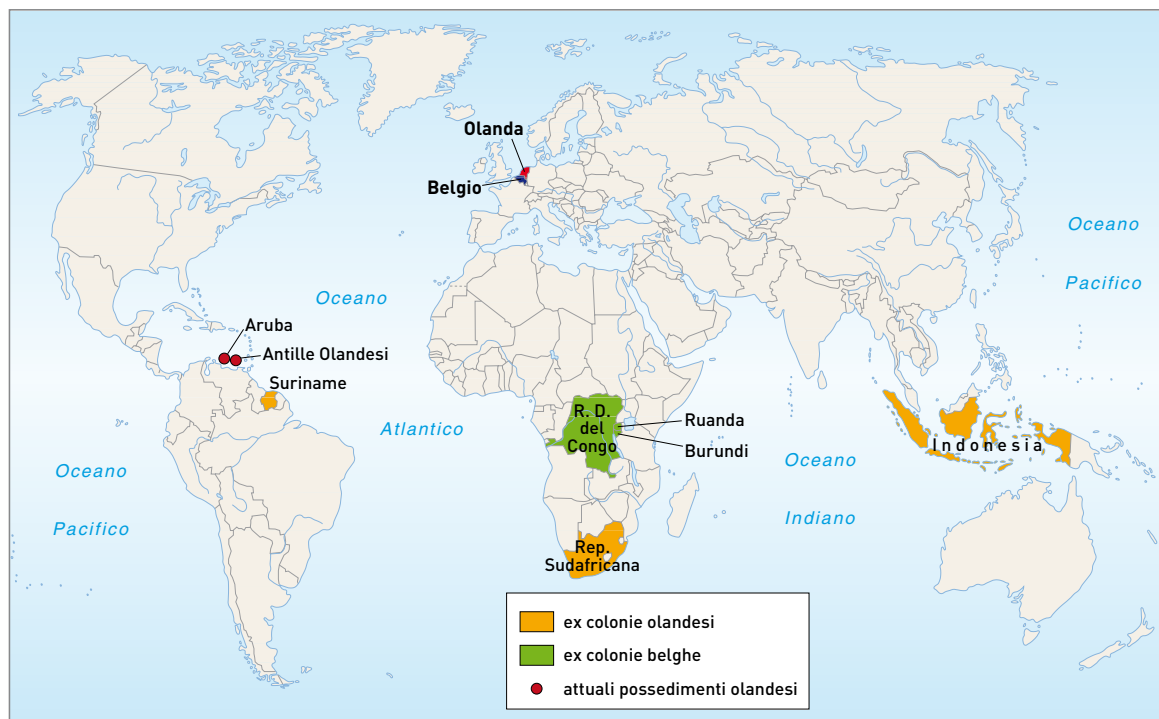 Olanda
Belgio
Oceano
Pacifico
Oceano
Aruba
Antille Olandesi
Suriname
Atlantico
R. D.
del
Congo
Ruanda
Burundi
Indonesia
Oceano
Indiano
Oceano
Pacifico
Rep.
Sudafricana
ex colonie olandesi
ex colonie belghe
attuali possedimenti olandesi